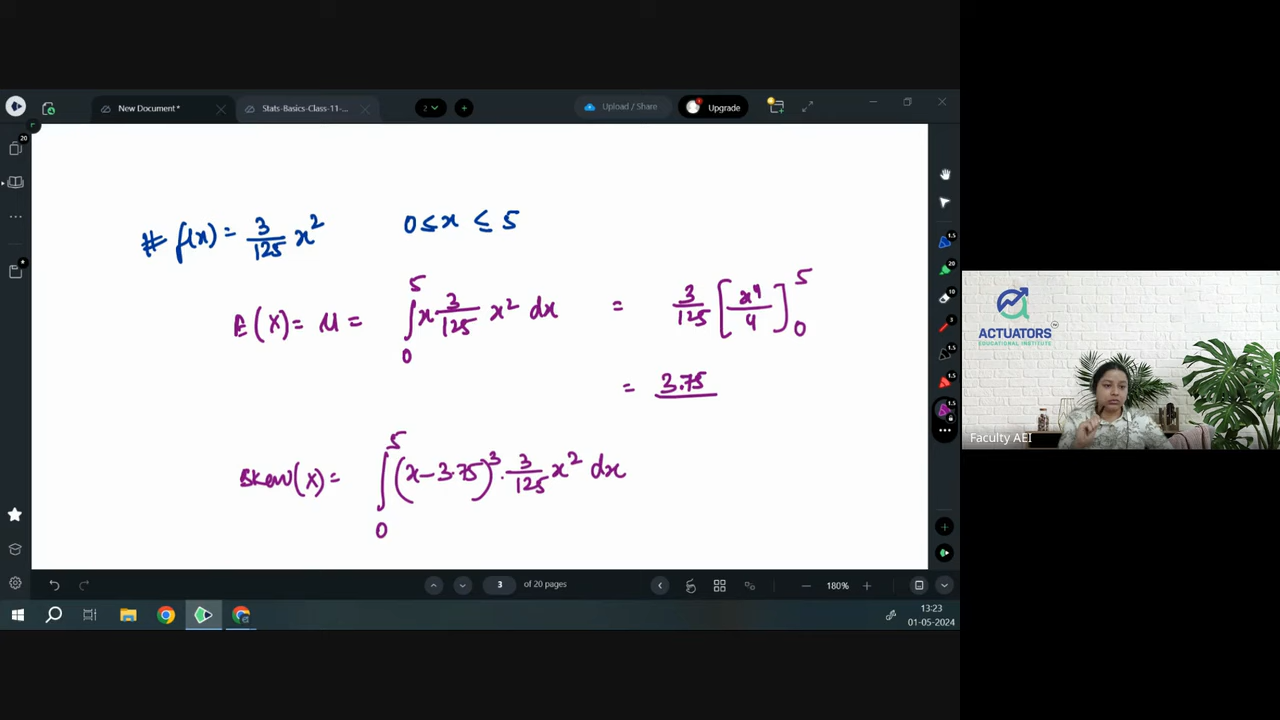 New Document*
Stats-Basics-Class-11-...
Upload / Share
Upgrade
# f(x) = 3/125 x² 0 ≤ x ≤ 5
E(X) = μ = ∫₀⁵ x 3/125 x² dx = 3/125 [x⁴/4]₀⁵
= 3.75
Skew(X) = ∫₀⁵ (x - 3.75)³ · 3/125 x² dx
3 of 20 pages
180%
13:23
01-05-2024
ACTUATORS
EDUCATIONAL INSTITUTE
Faculty AEI